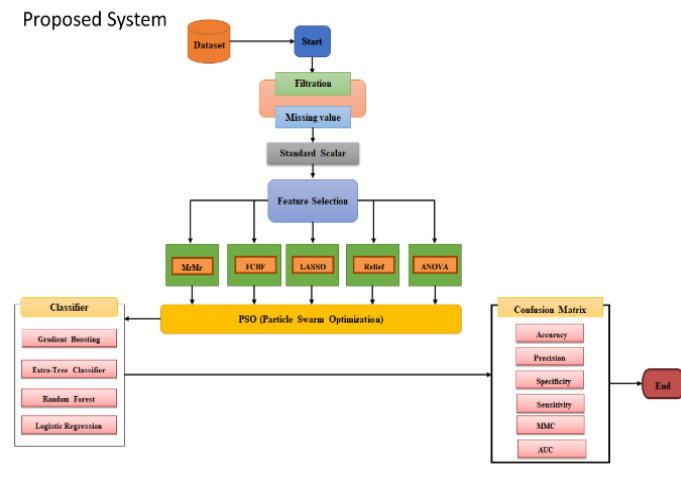 Proposed System
Dataset
Start
Filtration
Missing value
Standard Scalar
Feature Selection
MrMr
FCBF
LASSO
Relief
ANOVA
PSO (Particle Swarm Optimization)
Classifier
Gradient Boosting
Extra-Tree Classifier
Random Forest
Logistic Regression
Confusion Matrix
Accuracy
Precision
Specificity
Sensitivity
MMC
AUC
End